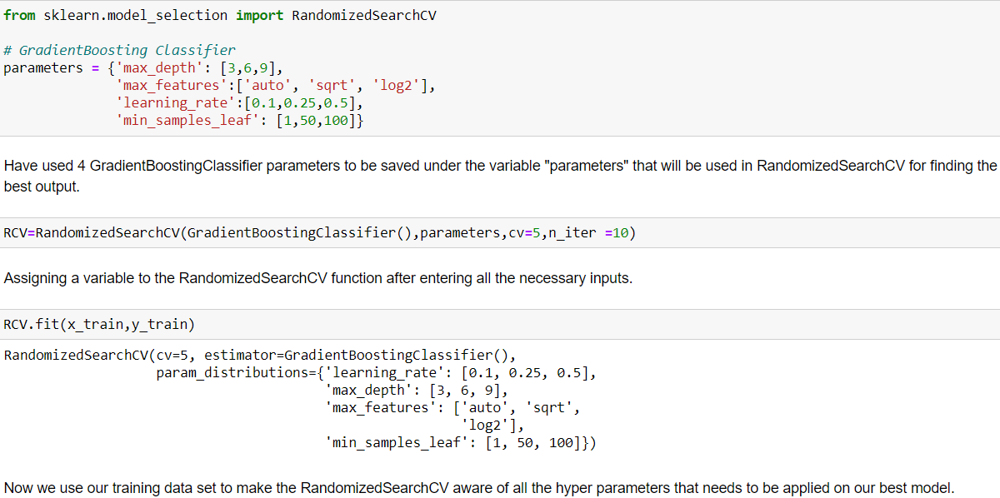 from sklearn.model_selection import RandomizedSearchCV
# GradientBoosting Classifier
parameters = {'max_depth': [3,6,9],
'max_features':['auto', 'sqrt', 'log2'],
'learning_rate':[0.1,0.25,0.5],
'min_samples_leaf': [1,50,100]}
Have used 4 GradientBoostingClassifier parameters to be saved under the variable "parameters" that will be used in RandomizedSearchCV for finding the
best output.
RCV=RandomizedSearchCV(GradientBoostingClassifier(),parameters,cv=5,n_iter =10)
Assigning a variable to the RandomizedSearchCV function after entering all the necessary inputs.
RCV.fit(x_train,y_train)
RandomizedSearchCV(cv=5, estimator=GradientBoostingClassifier(),
param_distributions={'learning_rate': [0.1, 0.25, 0.5],
'max_depth': [3, 6, 9],
'max_features': ['auto', 'sqrt',
'log2'],
'min_samples_leaf': [1, 50, 100]})
Now we use our training data set to make the RandomizedSearchCV aware of all the hyper parameters that needs to be applied on our best model.